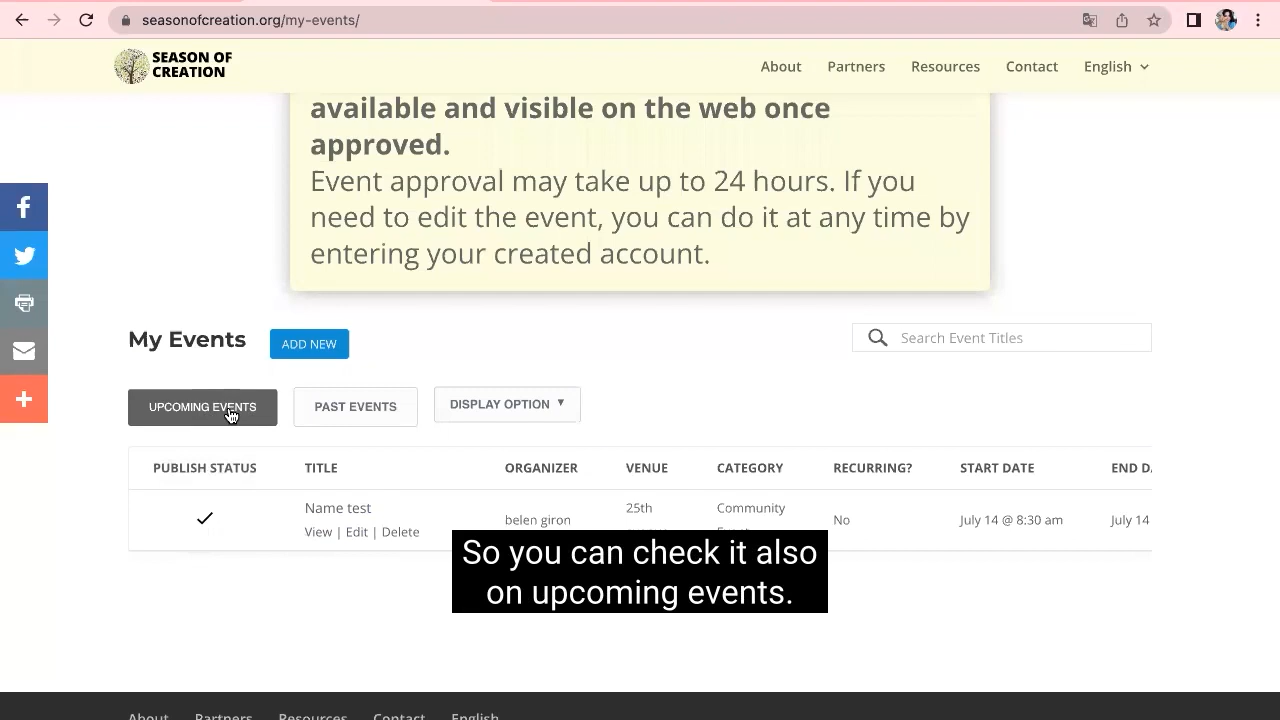 seasonofcreation.org/my-events/
SEASON OF
CREATION
About
Partners
Resources
Contact
English
available and visible on the web once
approved.
Event approval may take up to 24 hours. If you
need to edit the event, you can do it at any time by
entering your created account.
My Events
ADD NEW
Search Event Titles
UPCOMING EVENTS
PAST EVENTS
DISPLAY OPTION
PUBLISH STATUS
TITLE
ORGANIZER
VENUE
CATEGORY
RECURRING?
START DATE
END DA
Name test
View | Edit | Delete
belen giron
25th
Community
No
July 14 @ 8:30 am
July 14
So you can check it also
on upcoming events.
About
Partners
Resources
Contact
English